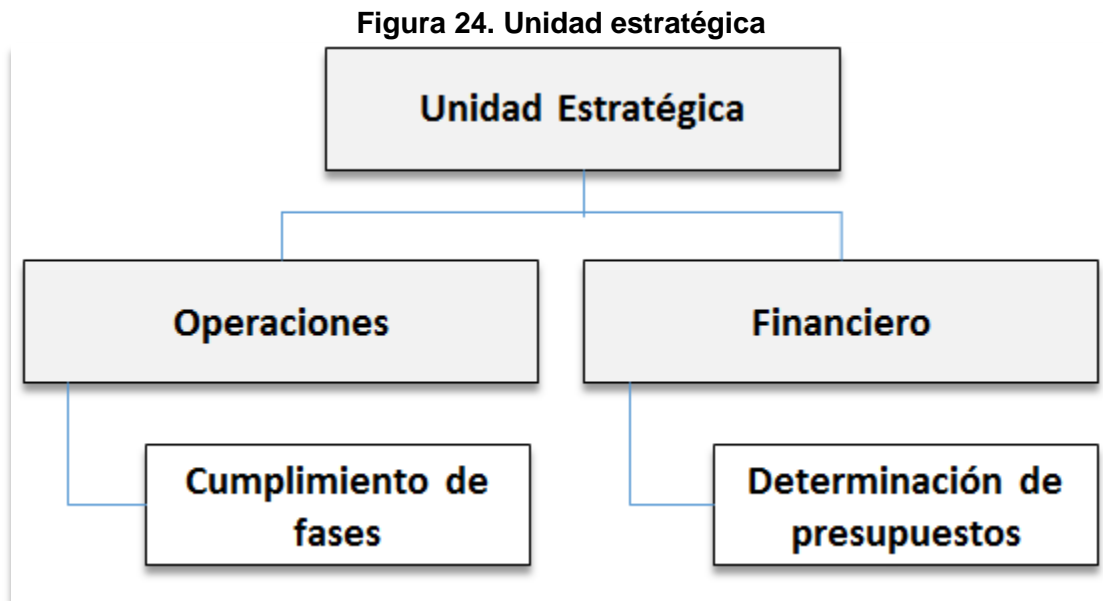 Figura 24. Unidad estratégica
Unidad Estratégica
Operaciones
Financiero
Cumplimiento de
fases
Determinación de
presupuestos